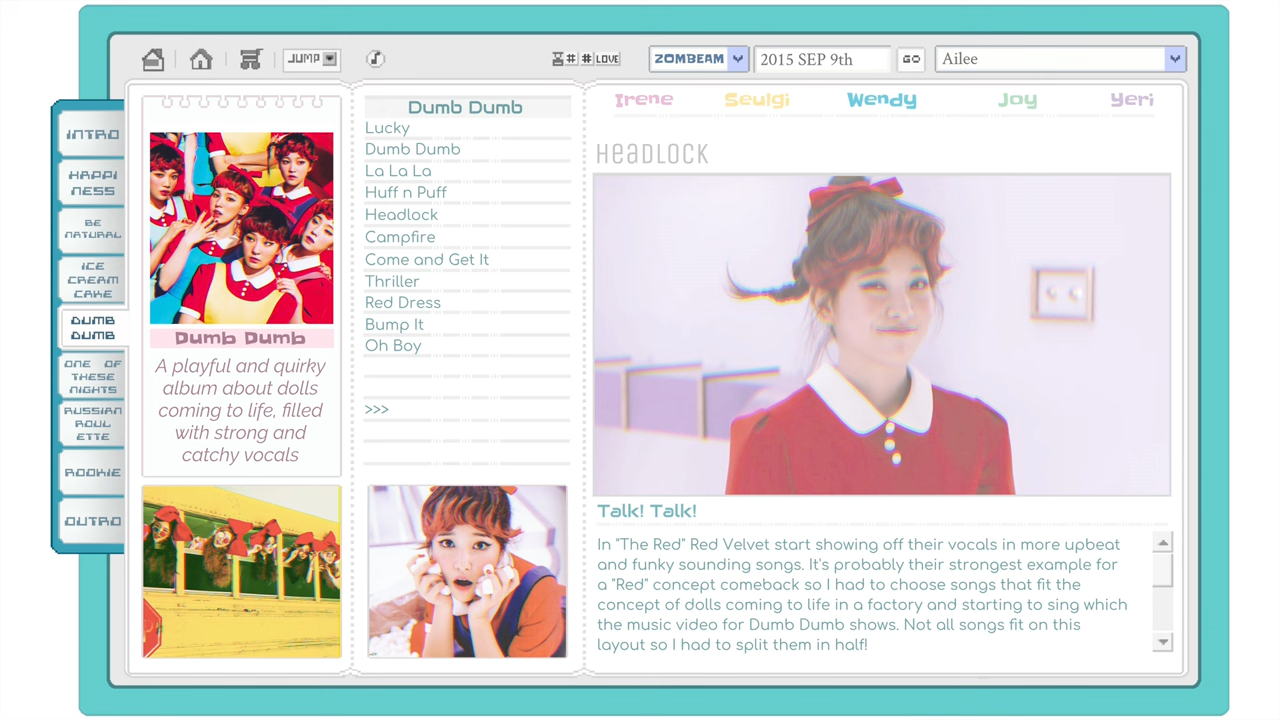 JUMP
# # LOVE
ZOMBEAM
2015 SEP 9th
GO
Ailee
INTRO
HAPPI
NESS
BE
NATURAL
ICE
CREAM
CAKE
DUMB
DUMB
ONE OF
THESE
NIGHTS
RUSSIAN
ROUL
ETTE
ROOKIE
OUTRO
Dumb Dumb
A playful and quirky
album about dolls
coming to life, filled
with strong and
catchy vocals
Dumb Dumb
Lucky
Dumb Dumb
La La La
Huff n Puff
Headlock
Campfire
Come and Get It
Thriller
Red Dress
Bump It
Oh Boy
>>>
Irene Seulgi Wendy Joy Yeri
HEADLOCK
Talk! Talk!
In "The Red" Red Velvet start showing off their vocals in more upbeat
and funky sounding songs. It's probably their strongest example for
a "Red" concept comeback so I had to choose songs that fit the
concept of dolls coming to life in a factory and starting to sing which
the music video for Dumb Dumb shows. Not all songs fit on this
layout so I had to split them in half!